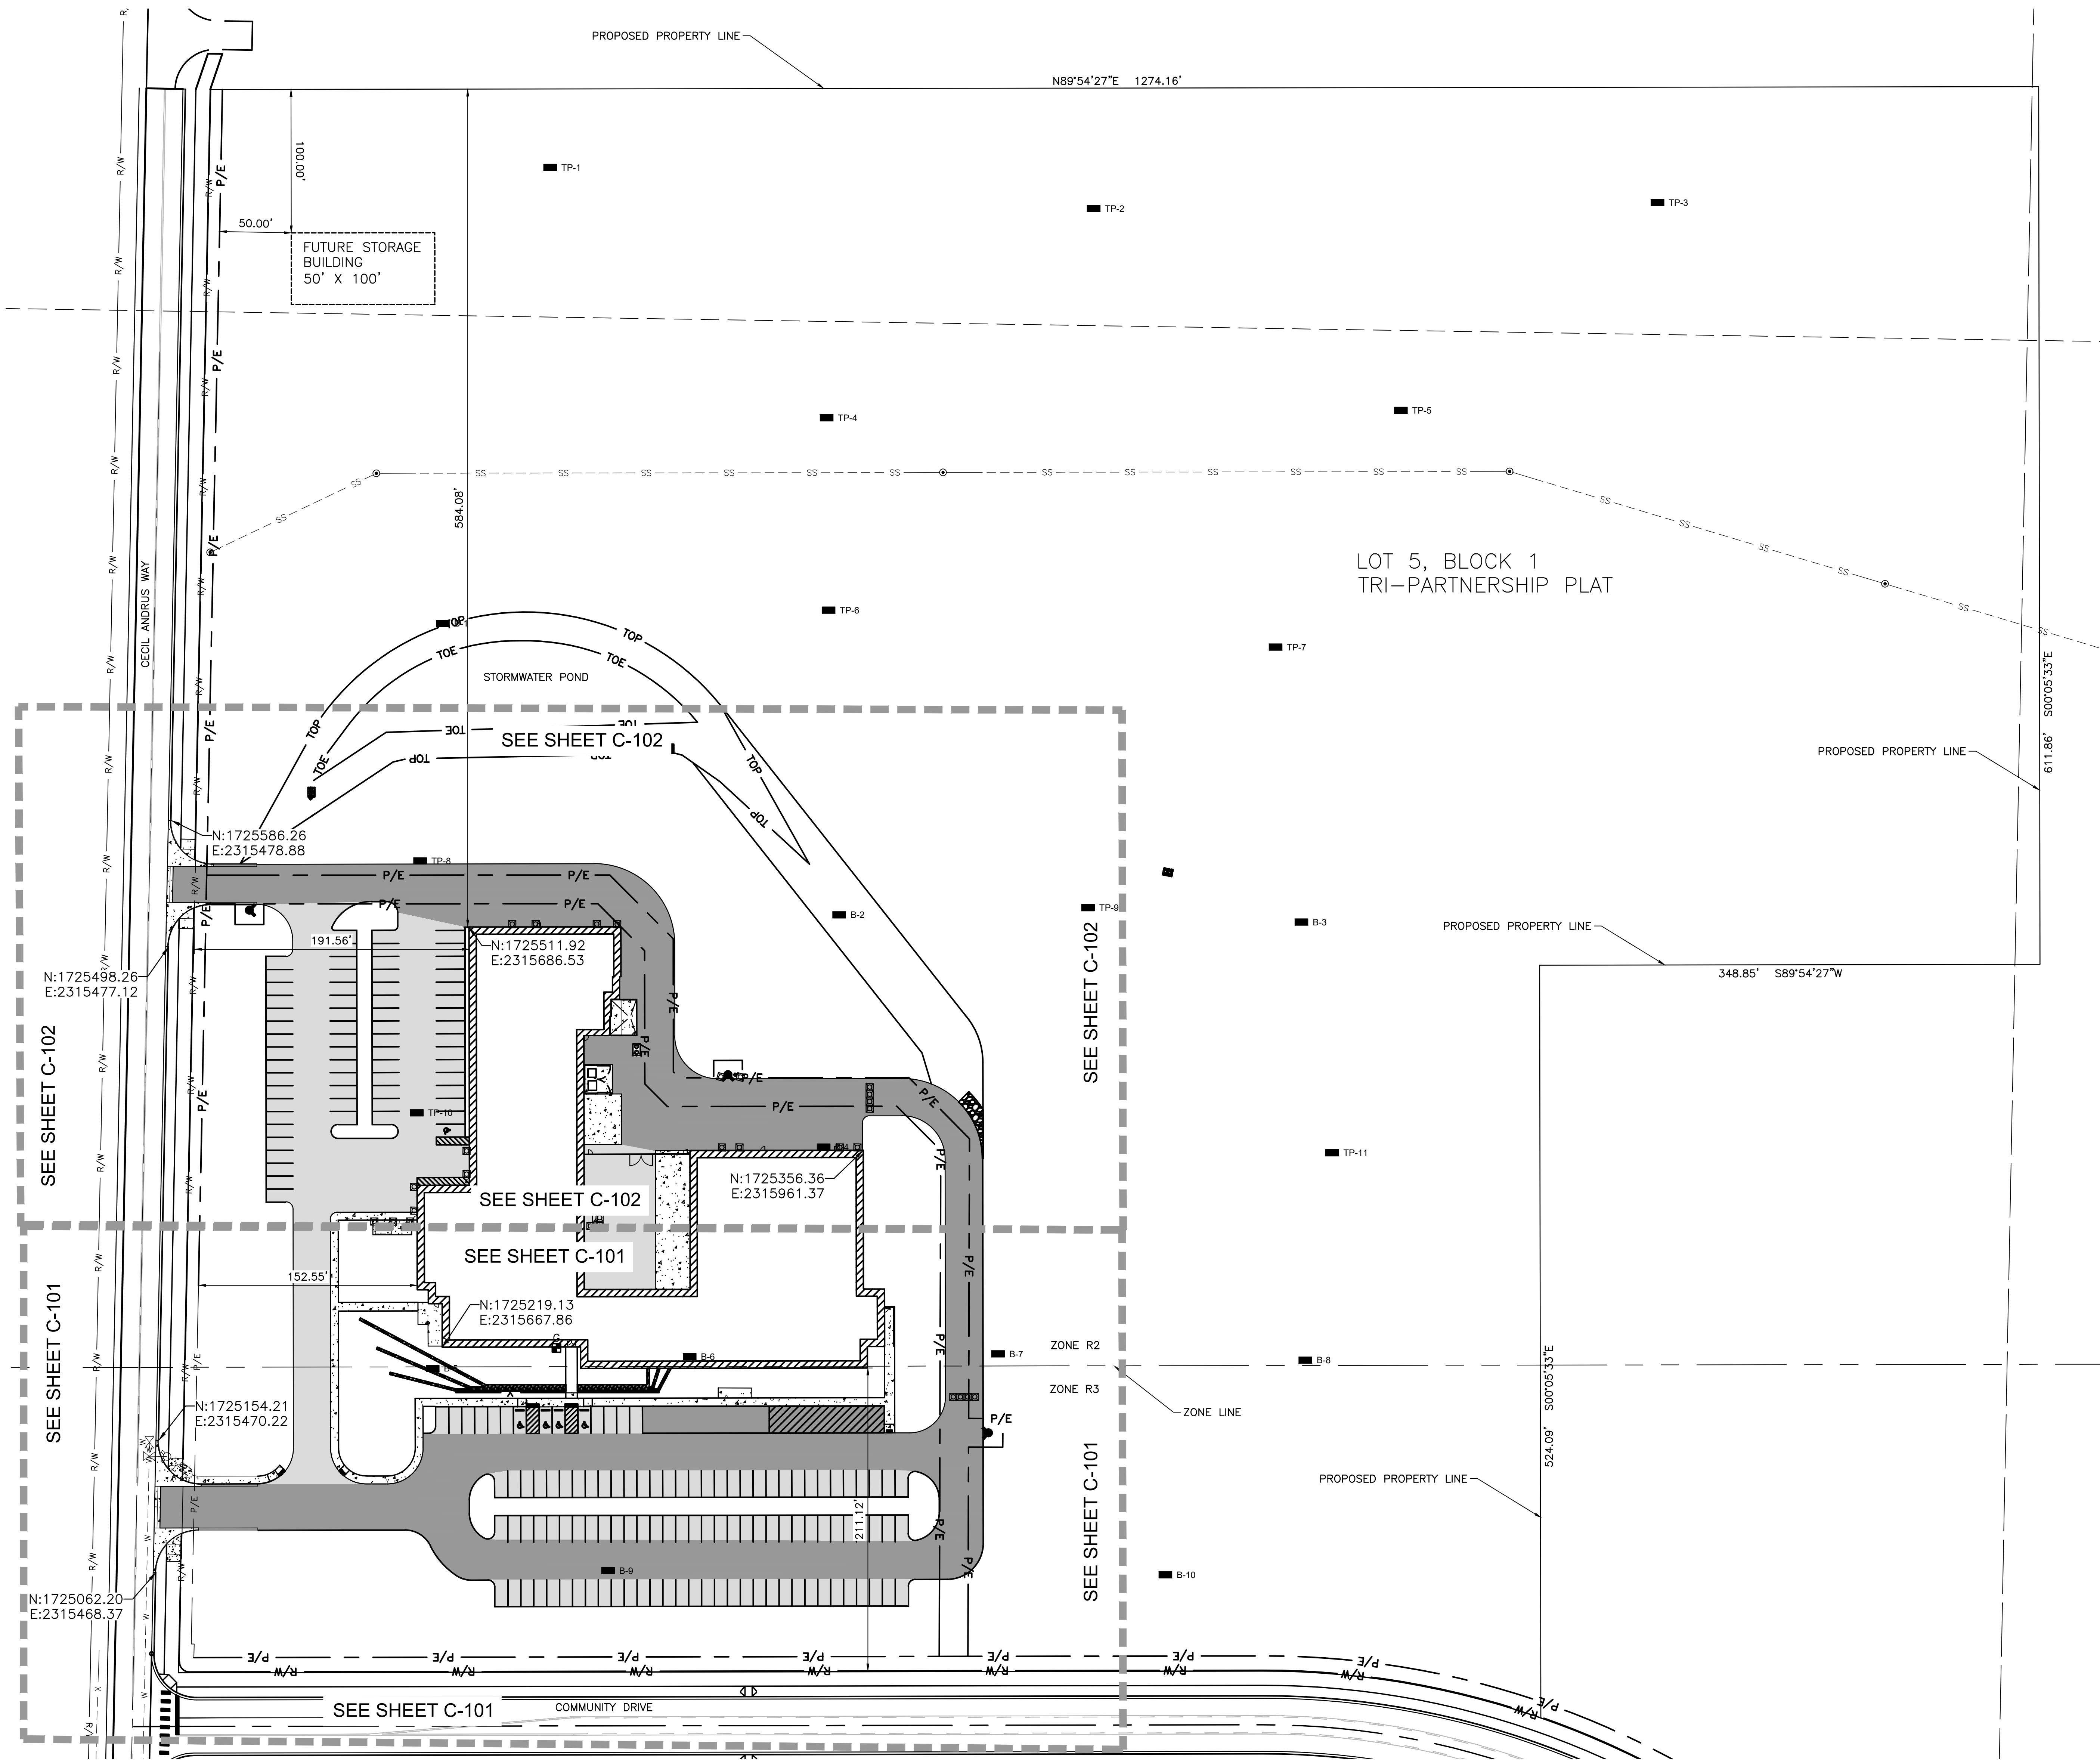 PROPOSED PROPERTY LINE
N89°54'27"E 1274.16'
100.00'
50.00'
FUTURE STORAGE
BUILDING
50' X 100'
TP-1
TP-2
TP-3
R/W
P/E
TP-4
TP-5
SS
584.08'
CECIL ANDRUS WAY
LOT 5, BLOCK 1
TRI-PARTNERSHIP PLAT
TP-6
TP-7
TOP
TOE
STORMWATER POND
S00°05'33"E
611.86'
PROPOSED PROPERTY LINE
SEE SHEET C-102
N:1725586.26
E:2315478.88
TP-8
P/E
B-2
TP-9
B-3
PROPOSED PROPERTY LINE
348.85' S89°54'27"W
191.56'
N:1725511.92
E:2315686.53
N:1725498.26
E:2315477.12
SEE SHEET C-102
SEE SHEET C-102
TP-10
TP-11
N:1725356.36
E:2315961.37
SEE SHEET C-102
SEE SHEET C-101
SEE SHEET C-101
152.55'
N:1725219.13
E:2315667.86
B-6
B-7
B-8
ZONE R2
ZONE R3
ZONE LINE
S00°05'33"E
524.09'
PROPOSED PROPERTY LINE
N:1725154.21
E:2315470.22
W
P/E
SEE SHEET C-101
211.12'
B-9
B-10
N:1725062.20
E:2315468.37
P/E
R/W
X
SEE SHEET C-101
COMMUNITY DRIVE